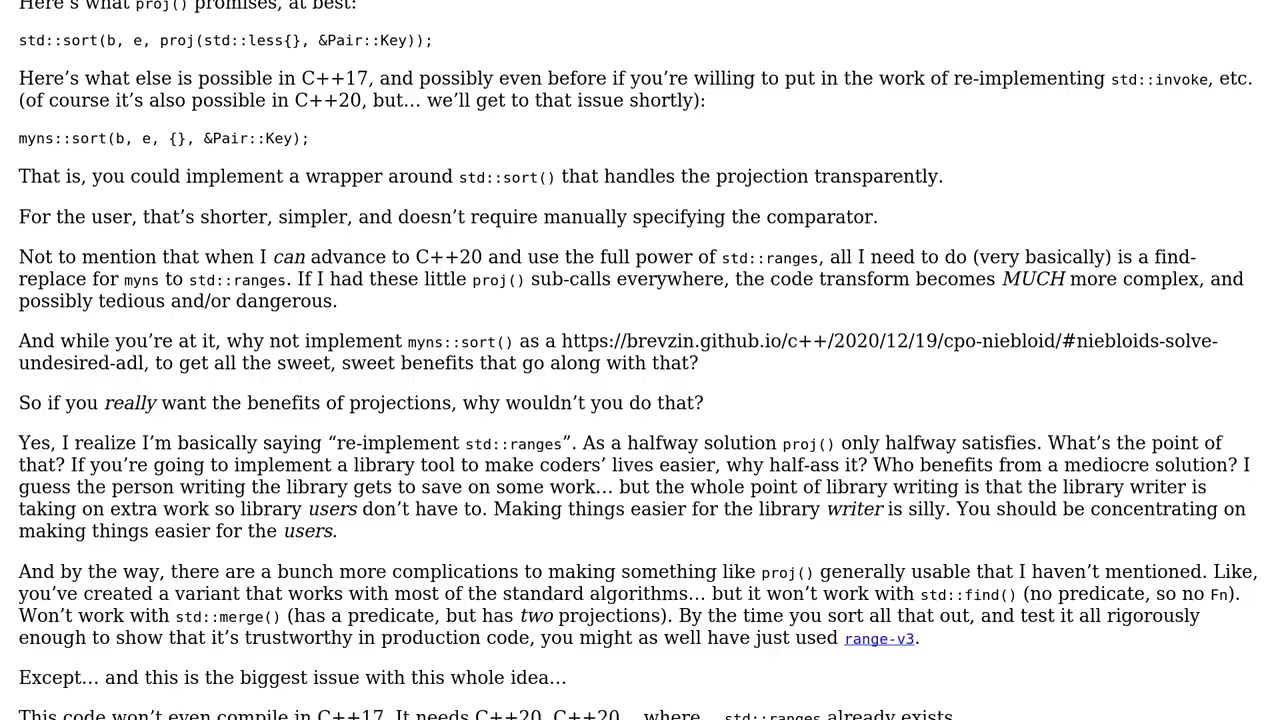 Here’s what proj() promises, at best:
std::sort(b, e, proj(std::less{}, &Pair::Key));
Here’s what else is possible in C++17, and possibly even before if you’re willing to put in the work of re-implementing std::invoke, etc.
(of course it’s also possible in C++20, but… we’ll get to that issue shortly):
myns::sort(b, e, {}, &Pair::Key);
That is, you could implement a wrapper around std::sort() that handles the projection transparently.
For the user, that’s shorter, simpler, and doesn’t require manually specifying the comparator.
Not to mention that when I can advance to C++20 and use the full power of std::ranges, all I need to do (very basically) is a find-
replace for myns to std::ranges. If I had these little proj() sub-calls everywhere, the code transform becomes MUCH more complex, and
possibly tedious and/or dangerous.
And while you’re at it, why not implement myns::sort() as a https://brevzin.github.io/c++/2020/12/19/cpo-niebloid/#niebloids-solve-
undesired-adl, to get all the sweet, sweet benefits that go along with that?
So if you really want the benefits of projections, why wouldn’t you do that?
Yes, I realize I’m basically saying “re-implement std::ranges”. As a halfway solution proj() only halfway satisfies. What’s the point of
that? If you’re going to implement a library tool to make coders’ lives easier, why half-ass it? Who benefits from a mediocre solution? I
guess the person writing the library gets to save on some work… but the whole point of library writing is that the library writer is
taking on extra work so library users don’t have to. Making things easier for the library writer is silly. You should be concentrating on
making things easier for the users.
And by the way, there are a bunch more complications to making something like proj() generally usable that I haven’t mentioned. Like,
you’ve created a variant that works with most of the standard algorithms… but it won’t work with std::find() (no predicate, so no Fn).
Won’t work with std::merge() (has a predicate, but has two projections). By the time you sort all that out, and test it all rigorously
enough to show that it’s trustworthy in production code, you might as well have just used range-v3.
Except… and this is the biggest issue with this whole idea…
This code won’t even compile in C++17. It needs C++20. C++20… where… std::ranges already exists.